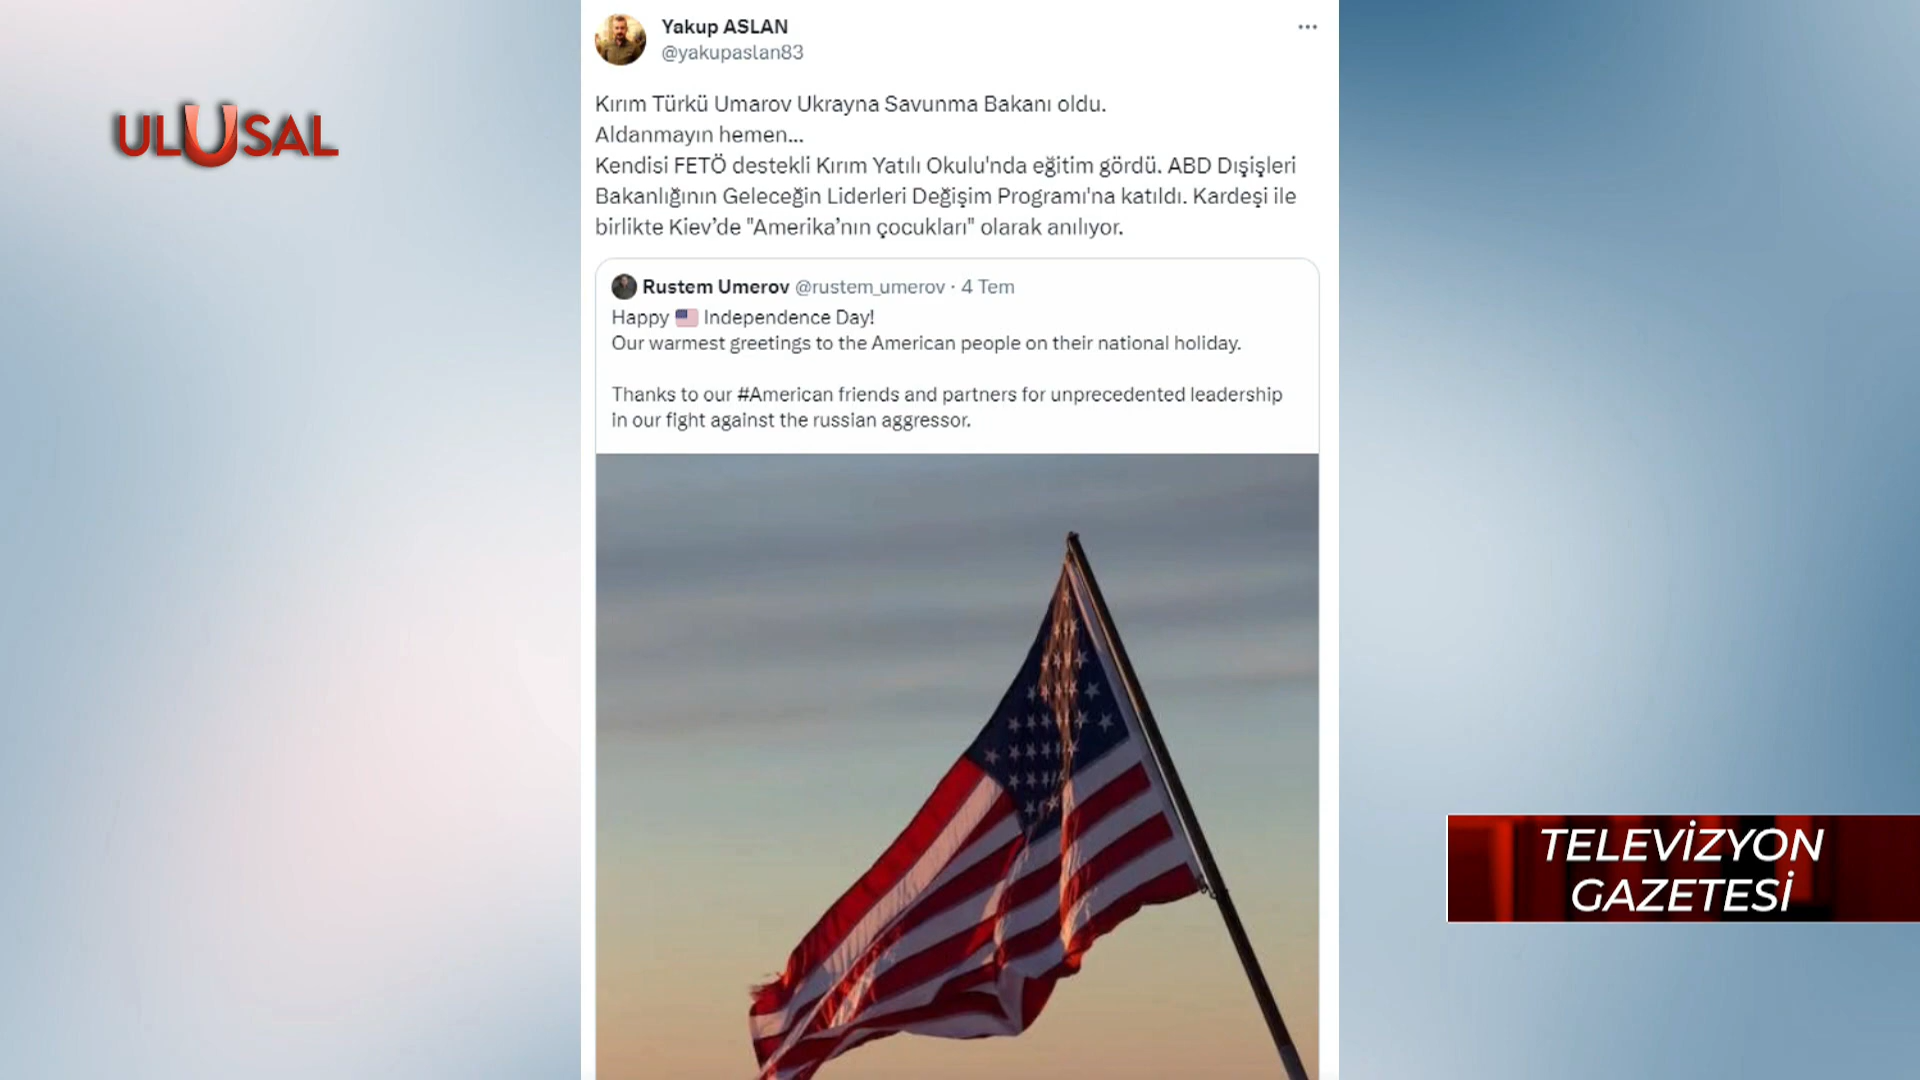 ULUSAL
Yakup ASLAN
@yakupaslan83
Kırım Türkü Umarov Ukrayna Savunma Bakanı oldu.
Aldanmayın hemen...
Kendisi FETÖ destekli Kırım Yatılı Okulu'nda eğitim gördü. ABD Dışişleri
Bakanlığının Geleceğin Liderleri Değişim Programı'na katıldı. Kardeşi ile
birlikte Kiev’de "Amerika’nın çocukları" olarak anılıyor.
Rustem Umerov @rustem_umerov · 4 Tem
Happy 🇺🇸 Independence Day!
Our warmest greetings to the American people on their national holiday.
Thanks to our #American friends and partners for unprecedented leadership
in our fight against the russian aggressor.
TELEVİZYON
GAZETESİ